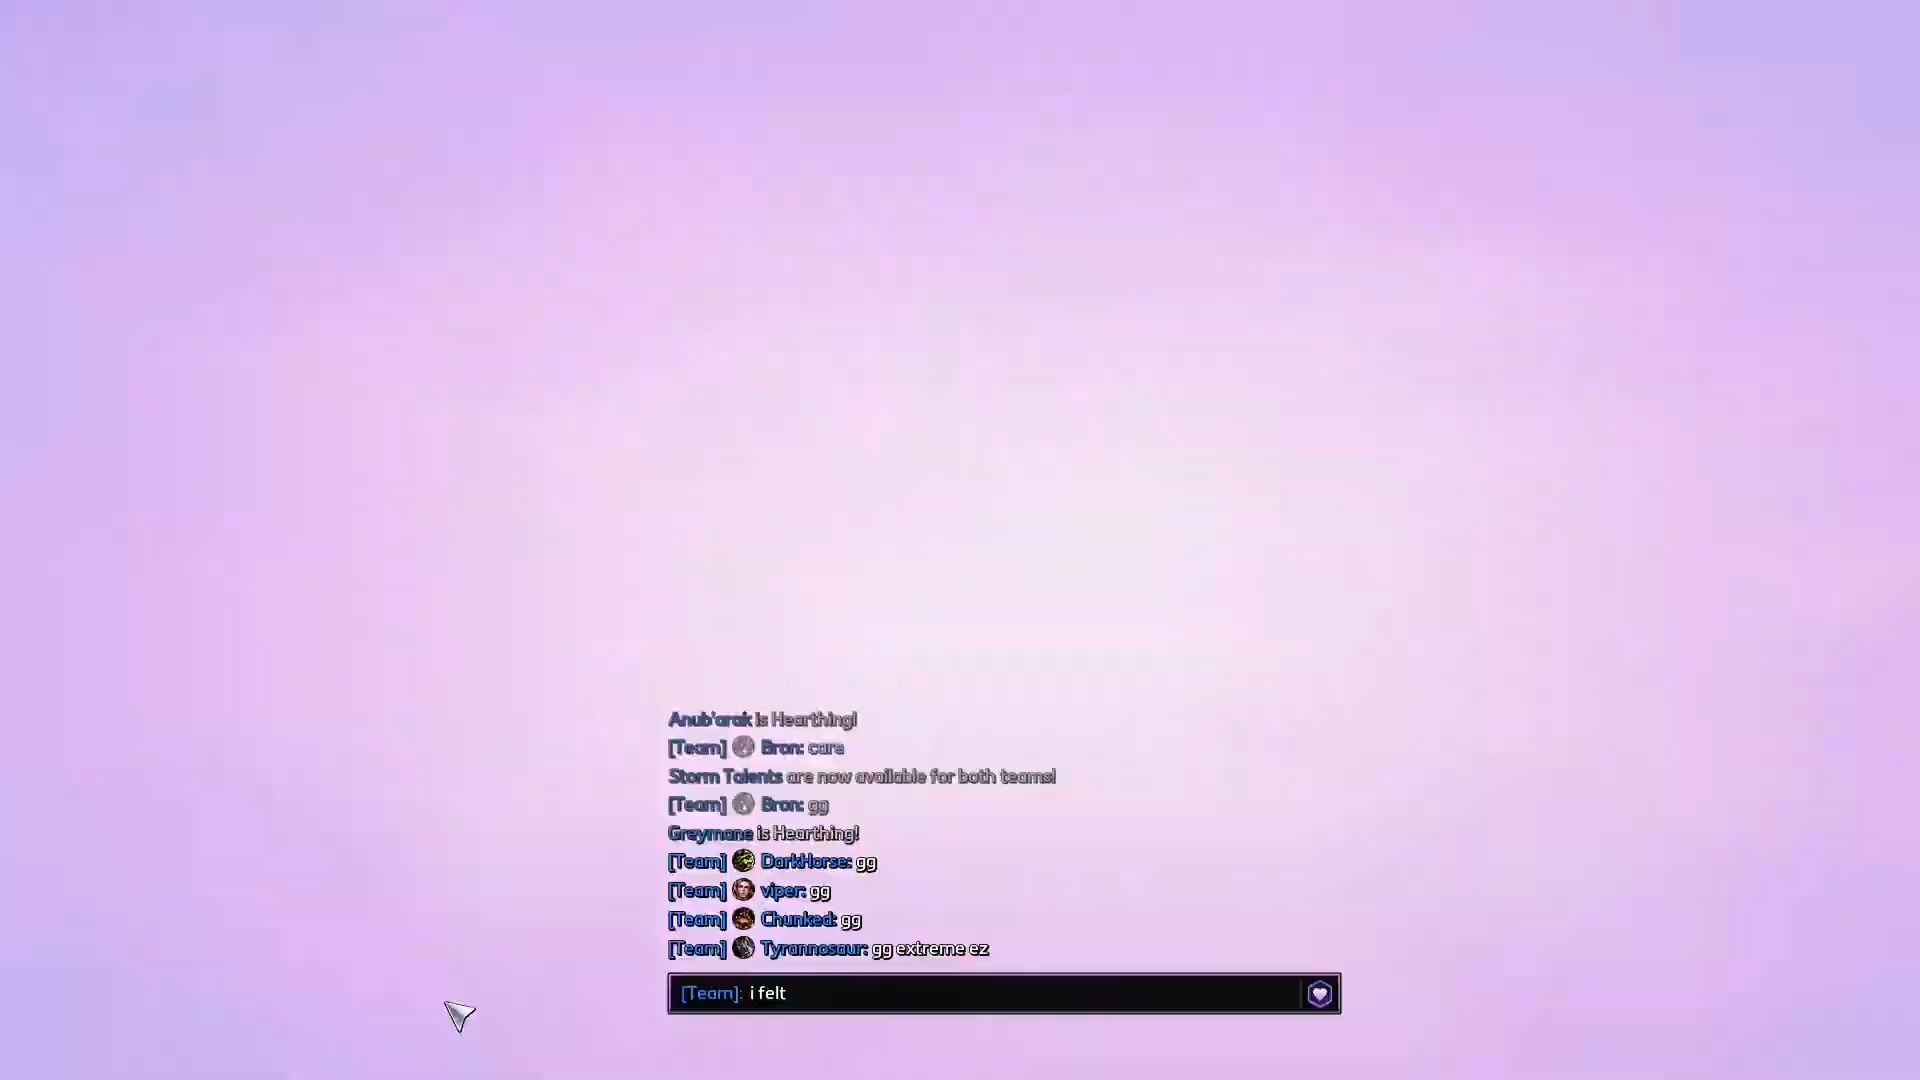 Anub'arak is Hearthing!
[Team] Bron: care
Storm Talents are now available for both teams!
[Team] Bron: gg
Greymane is Hearthing!
[Team] DarkHorse: gg
[Team] viper: gg
[Team] Chunked: gg
[Team] Tyrannosaur: gg extreme ez
[Team]: i felt